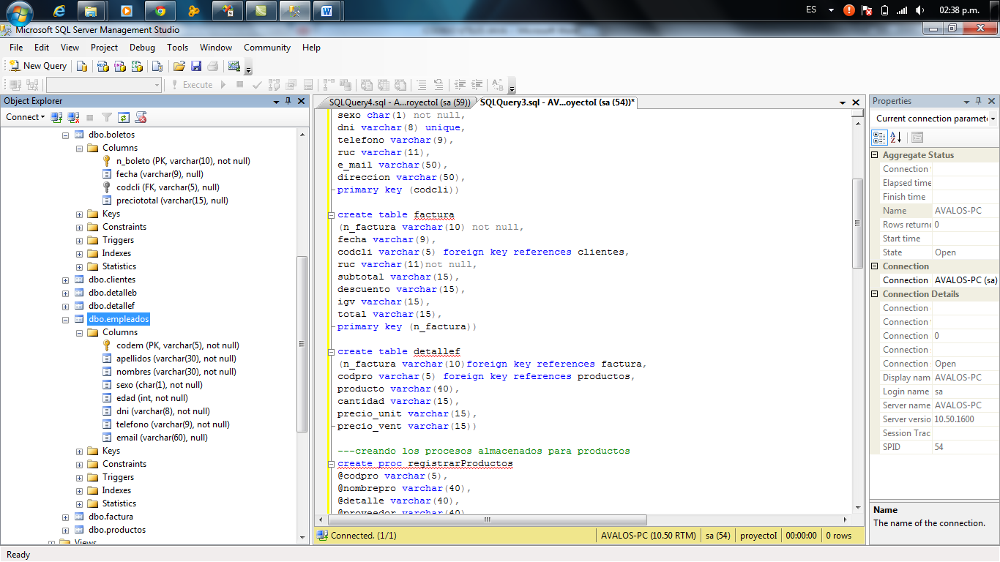 ES
02:38 p.m.
Microsoft SQL Server Management Studio
File Edit View Project Debug Tools Window Community Help
New Query
Execute
Object Explorer
Connect
dbo.boletos
Columns
n_boleto (PK, varchar(10), not null)
fecha (varchar(9), null)
codcli (FK, varchar(5), null)
preciototal (varchar(15), null)
Keys
Constraints
Triggers
Indexes
Statistics
dbo.clientes
dbo.detalleb
dbo.detallef
dbo.empleados
Columns
codem (PK, varchar(5), not null)
apellidos (varchar(30), not null)
nombres (varchar(30), not null)
sexo (char(1), not null)
edad (int, not null)
dni (varchar(8), not null)
telefono (varchar(9), not null)
email (varchar(60), null)
Keys
Constraints
Triggers
Indexes
Statistics
dbo.factura
dbo.productos
Views
SQLQuery4.sql - A...royectoI (sa (59))
SQLQuery3.sql - AV...oyectoI (sa (54))*
sexo char(1) not null,
dni varchar(8) unique,
telefono varchar(9),
ruc varchar(11),
e_mail varchar(50),
direccion varchar(50),
primary key (codcli))
create table factura
(n_factura varchar(10) not null,
fecha varchar(9),
codcli varchar(5) foreign key references clientes,
ruc varchar(11)not null,
subtotal varchar(15),
descuento varchar(15),
igv varchar(15),
total varchar(15),
primary key (n_factura))
create table detallef
(n_factura varchar(10)foreign key references factura,
codpro varchar(5) foreign key references productos,
producto varchar(40),
cantidad varchar(15),
precio_unit varchar(15),
precio_vent varchar(15))
---creando los procesos almacenados para productos
create proc registrarProductos
@codpro varchar(5),
@nombrepro varchar(40),
@detalle varchar(40),
@proveedor varchar(40)
Connected. (1/1)
AVALOS-PC (10.50 RTM)
sa (54)
proyectoI
00:00:00
0 rows
Properties
Current connection paramet
Aggregate Status
Connection
Elapsed time
Finish time
Name AVALOS-PC
Rows returne 0
Start time
State Open
Connection
Connection AVALOS-PC (sa)
Connection Details
Connection
Connection
Connection 0
Connection
Connection Open
Display nam AVALOS-PC
Login name sa
Server name AVALOS-PC
Server versio 10.50.1600
Session Trac
SPID 54
Name
The name of the connection.
Ready